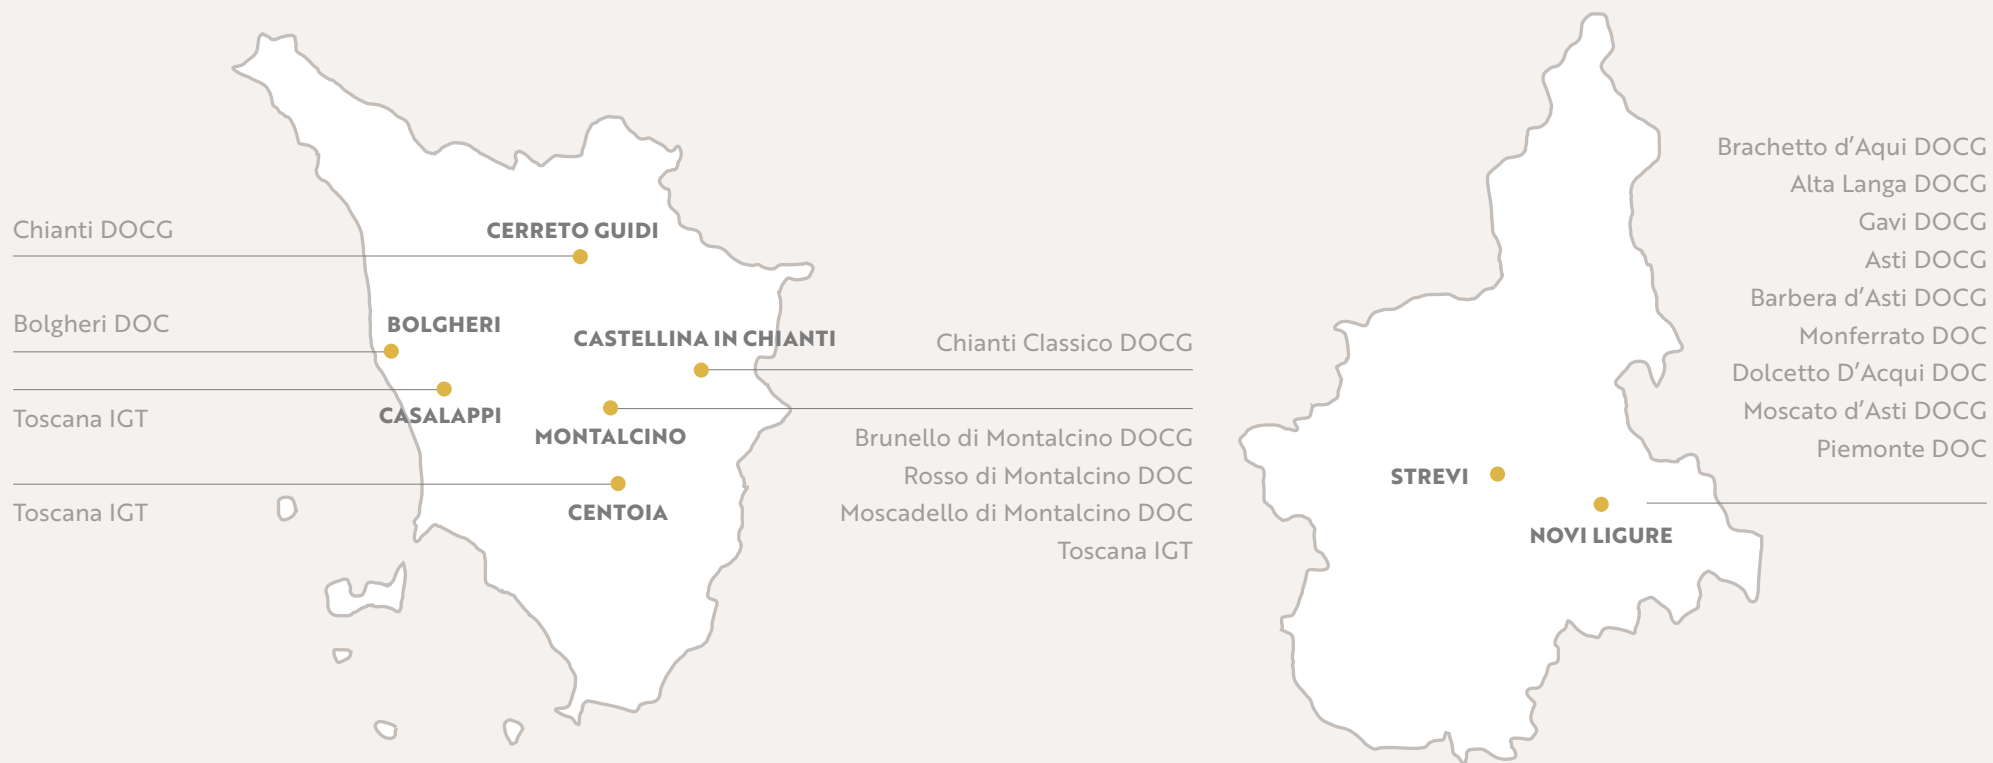 Chianti DOCG
CERRETO GUIDI
Bolgheri DOC
BOLGHERI
CASTELLINA IN CHIANTI
Chianti Classico DOCG
Toscana IGT
CASALAPPI
MONTALCINO
Brunello di Montalcino DOCG
Rosso di Montalcino DOC
Moscadello di Montalcino DOC
Toscana IGT
Toscana IGT
CENTOIA
Brachetto d’Aqui DOCG
Alta Langa DOCG
Gavi DOCG
Asti DOCG
Barbera d’Asti DOCG
Monferrato DOC
Dolcetto D’Acqui DOC
Moscato d’Asti DOCG
Piemonte DOC
STREVI
NOVI LIGURE